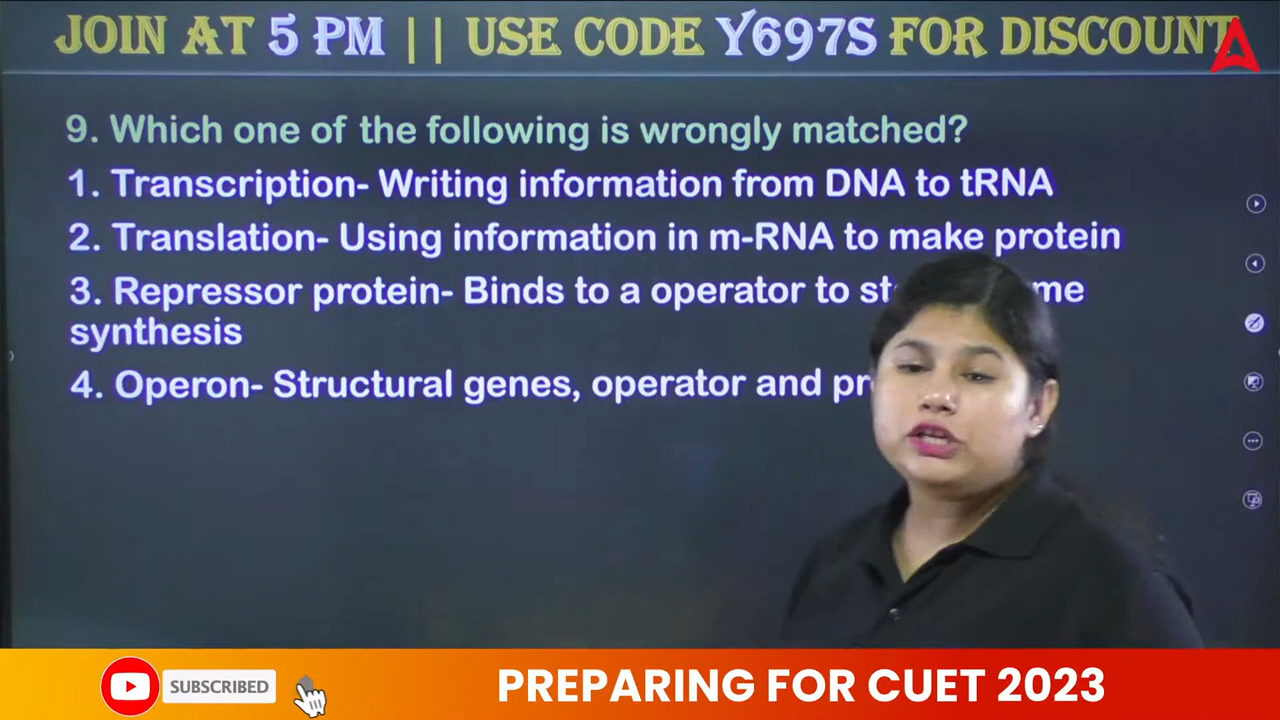 JOIN AT 5 PM || USE CODE Y697S FOR DISCOUNT
9. Which one of the following is wrongly matched?
1. Transcription- Writing information from DNA to tRNA
2. Translation- Using information in m-RNA to make protein
3. Repressor protein- Binds to a operator to
synthesis
4. Operon- Structural genes, operator and
SUBSCRIBED
PREPARING FOR CUET 2023